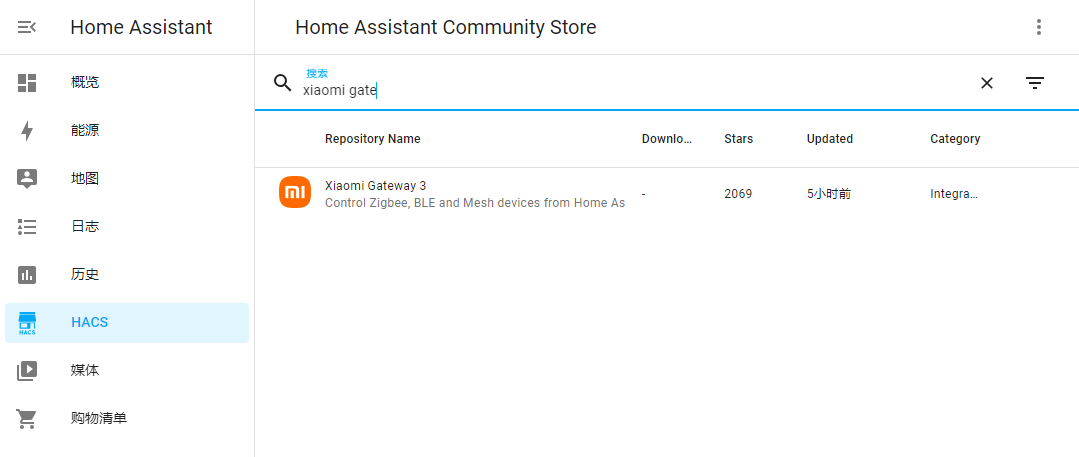 Home Assistant
Home Assistant Community Store
概览
能源
地图
日志
历史
HACS
HACS
媒体
购物清单
搜索
xiaomi gate
Repository Name Downlo… Stars Updated Category
mi
Xiaomi Gateway 3
Control Zigbee, BLE and Mesh devices from Home As
- 2069 5小时前 Integra…